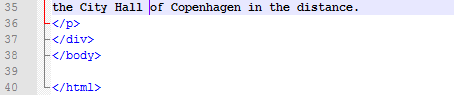 35 the City Hall of Copenhagen in the distance.
36 </p>
37 </div>
38 </body>
39
40 </html>